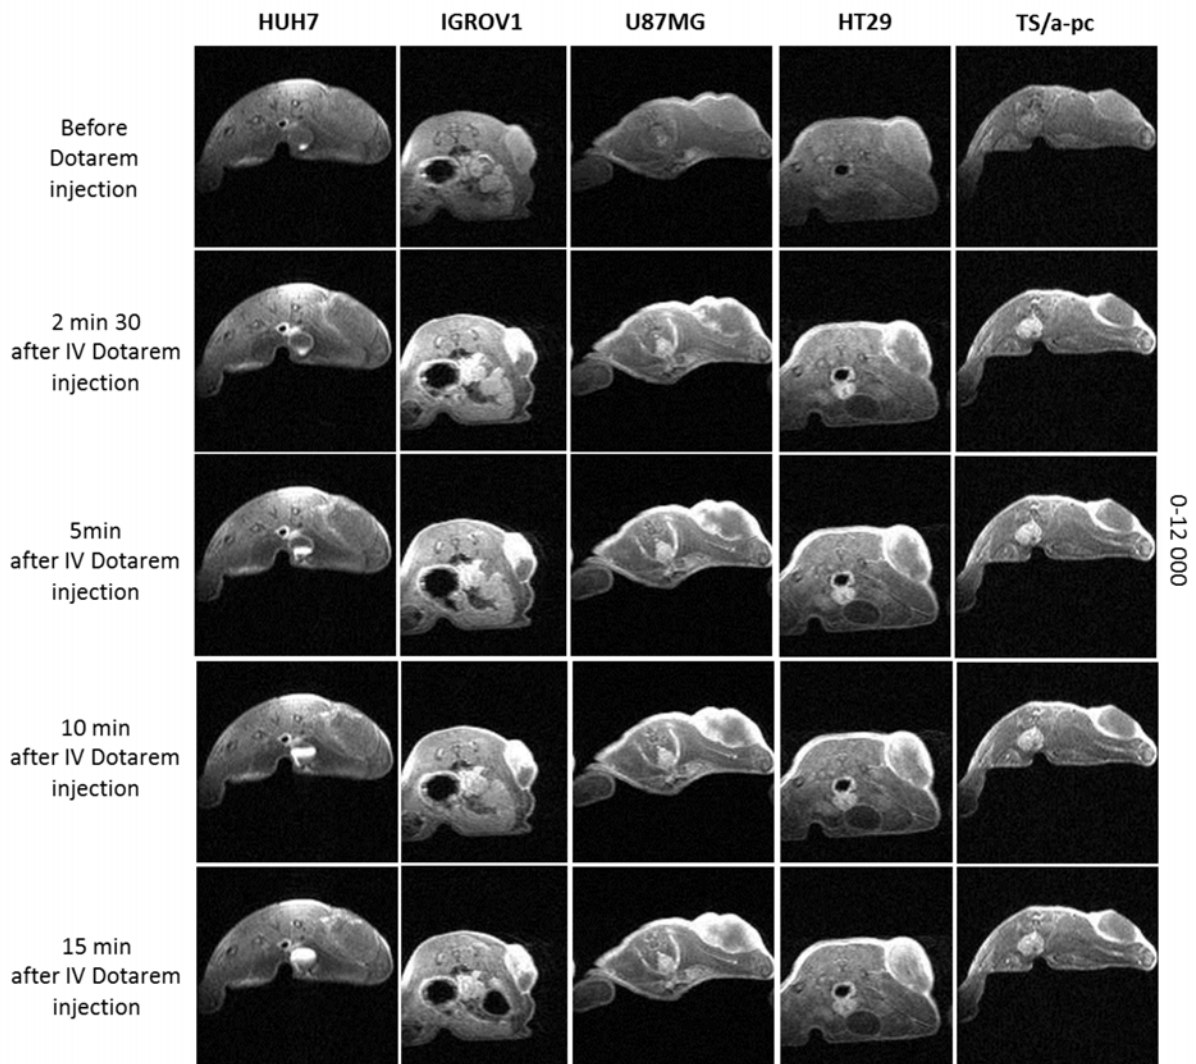 HUH7 IGROV1 U87MG HT29 TS/a-pc
Before
Dotarem
injection
2 min 30
after IV Dotarem
injection
5min
after IV Dotarem
injection
0-12 000
10 min
after IV Dotarem
injection
15 min
after IV Dotarem
injection